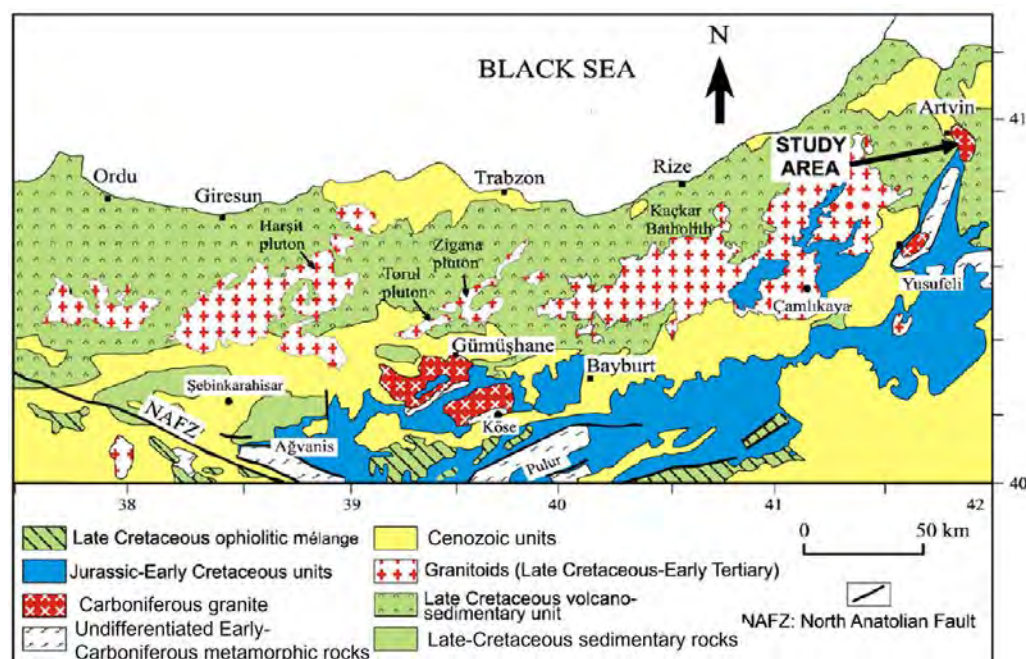 BLACK SEA
N
Artvin
41
STUDY
AREA
Ordu
Giresun
Trabzon
Rize
Harşit
pluton
Zigana
pluton
Torul
pluton
Kaçkar
Batholith
Yusufeli
Çamlıkaya
Gümüşhane
Bayburt
Şebinkarahisar
NAFZ
Ağvanis
Köse
Pulur
40
38
39
40
41
42
Late Cretaceous ophiolitic mélange
Jurassic-Early Cretaceous units
Carboniferous granite
Undifferentiated Early-
Carboniferous metamorphic rocks
Cenozoic units
Granitoids (Late Cretaceous-Early Tertiary)
Late Cretaceous volcano-
sedimentary unit
Late-Cretaceous sedimentary rocks
0
50 km
NAFZ: North Anatolian Fault